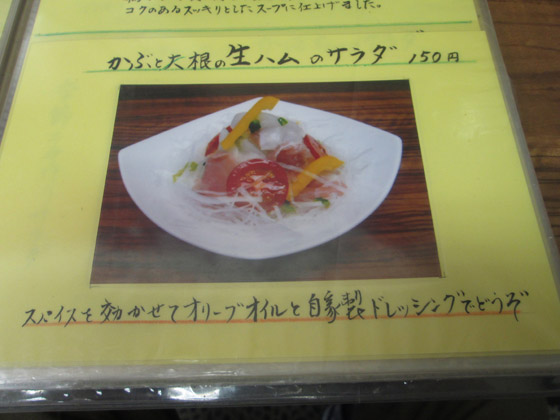 コクのあるスッキリとしたスープに仕上げました。
かぶと大根の生ハムのサラダ 150円
スパイスを効かせてオリーブオイルと自家製ドレッシングでどうぞ